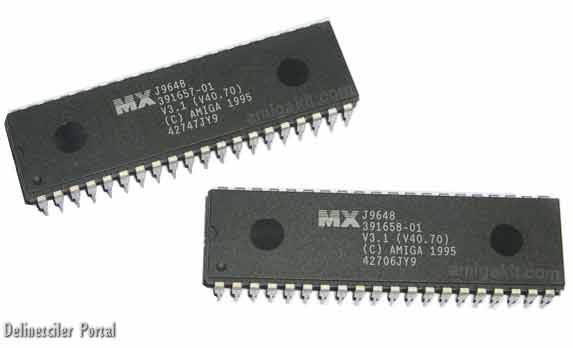 MX J9648
391657-01
V3.1 (V40.70)
(C) AMIGA 1995
42747JY9
amigakit.com
MX J9648
391658-01
V3.1 (V40.70)
(C) AMIGA 1995
42706JY9
amigakit.com
Delinetciler Portal